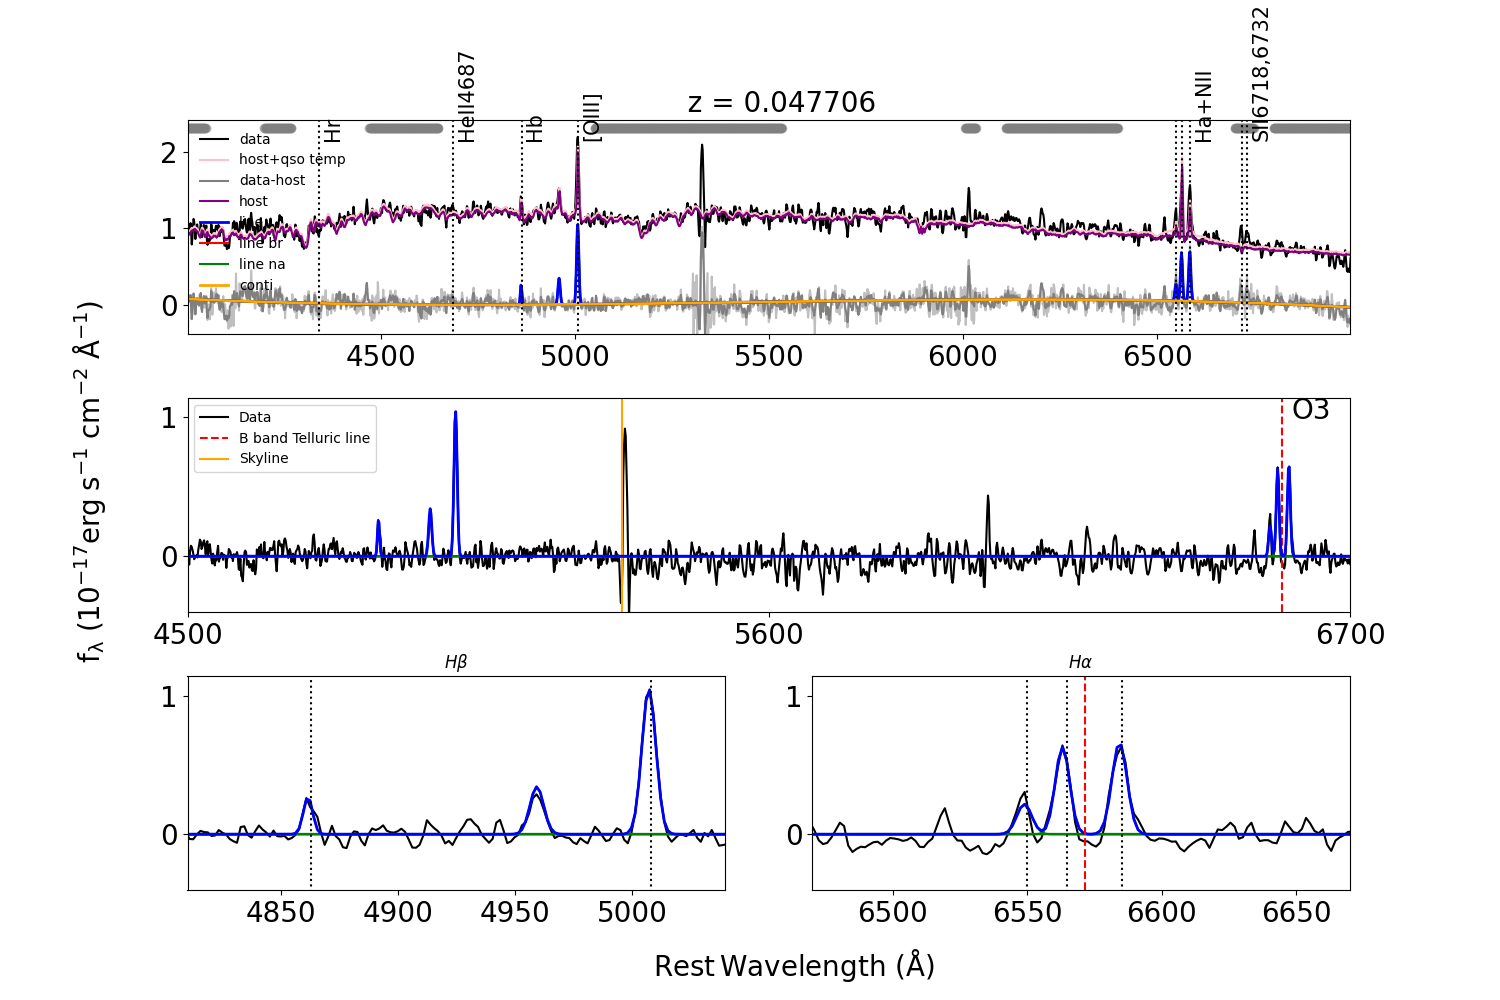 z = 0.047706
Hr
HeII4687
Hb
[OIII]
Ha+NII
SII6718,6732
data
host+qso temp
data-host
host
line
line br
line na
conti
2
1
0
4500 5000 5500 6000 6500
fλ (10⁻¹⁷erg s⁻¹ cm⁻² Å⁻¹)
Data
B band Telluric line
Skyline
O3
1
0
4500 5600 6700
Hβ
1
0
4850 4900 4950 5000
Hα
1
0
6500 6550 6600 6650
Rest Wavelength (Å)